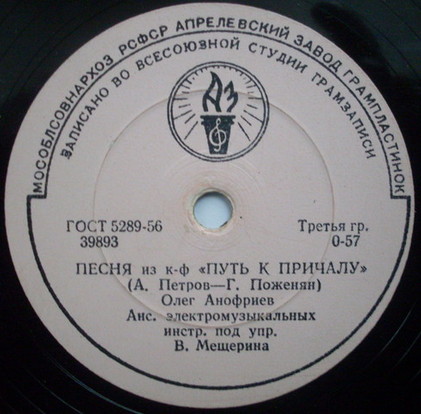 МОСОБЛСОВНАРХОЗ РСФСР АПРЕЛЕВСКИЙ ЗАВОД ГРАМПЛАСТИНОК
ЗАПИСАНО ВО ВСЕСОЮЗНОЙ СТУДИИ ГРАМЗАПИСИ
АЗ
ГОСТ 5289-56 Третья гр.
39893 0-57
ПЕСНЯ из к-ф «ПУТЬ К ПРИЧАЛУ»
(А. Петров—Г. Поженян)
Олег Анофриев
Анс. электромузыкальных
инстр. под упр.
В. Мещерина